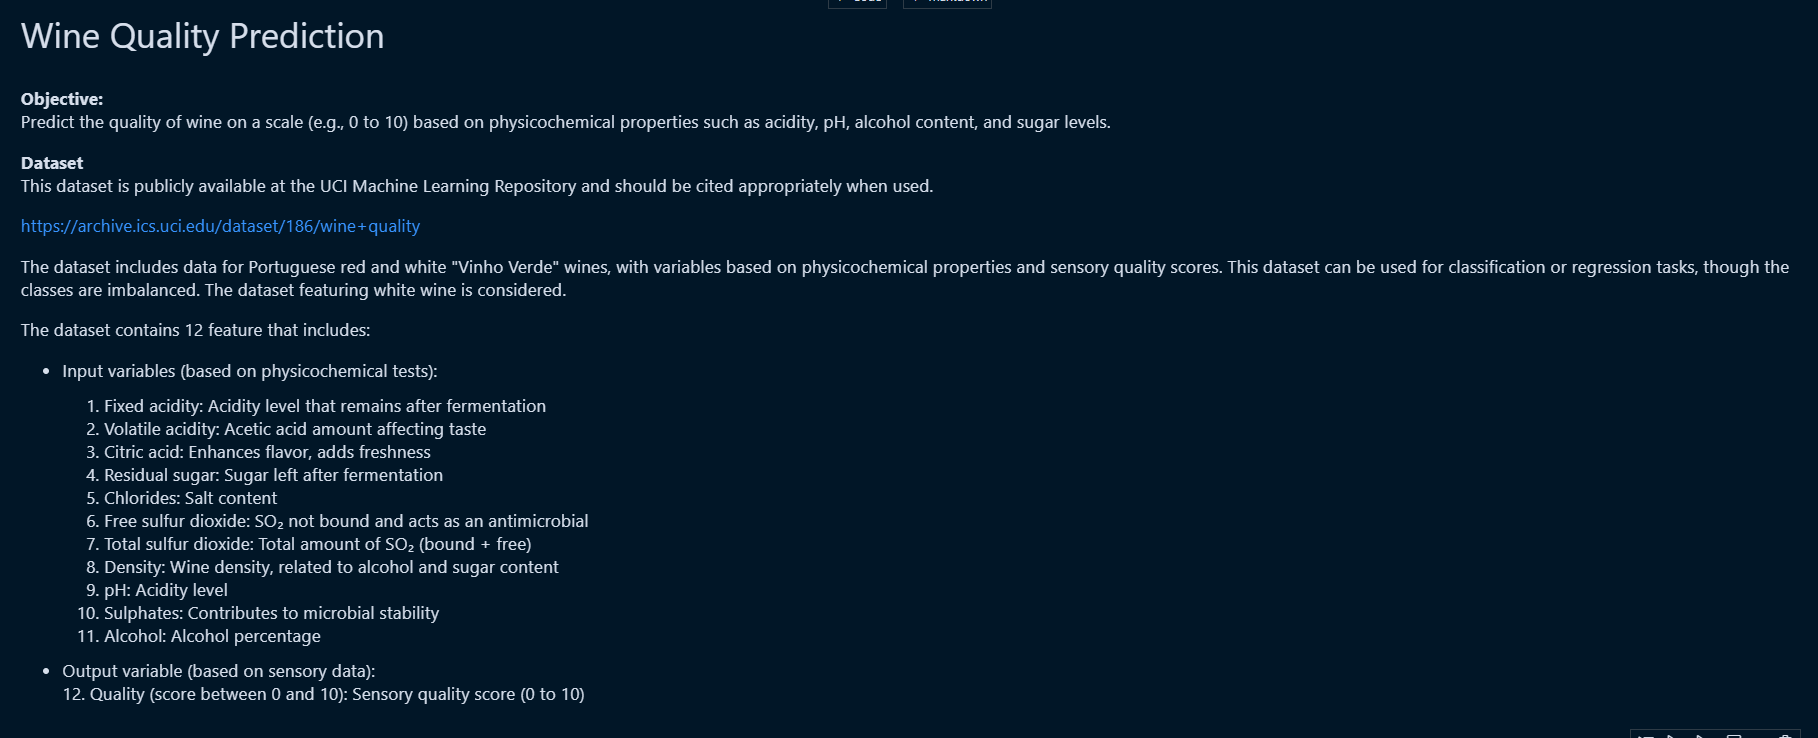 Wine Quality Prediction
Objective:
Predict the quality of wine on a scale (e.g., 0 to 10) based on physicochemical properties such as acidity, pH, alcohol content, and sugar levels.
Dataset
This dataset is publicly available at the UCI Machine Learning Repository and should be cited appropriately when used.
https://archive.ics.uci.edu/dataset/186/wine+quality
The dataset includes data for Portuguese red and white "Vinho Verde" wines, with variables based on physicochemical properties and sensory quality scores. This dataset can be used for classification or regression tasks, though the
classes are imbalanced. The dataset featuring white wine is considered.
The dataset contains 12 feature that includes:
• Input variables (based on physicochemical tests):
1. Fixed acidity: Acidity level that remains after fermentation
2. Volatile acidity: Acetic acid amount affecting taste
3. Citric acid: Enhances flavor, adds freshness
4. Residual sugar: Sugar left after fermentation
5. Chlorides: Salt content
6. Free sulfur dioxide: SO₂ not bound and acts as an antimicrobial
7. Total sulfur dioxide: Total amount of SO₂ (bound + free)
8. Density: Wine density, related to alcohol and sugar content
9. pH: Acidity level
10. Sulphates: Contributes to microbial stability
11. Alcohol: Alcohol percentage
• Output variable (based on sensory data):
12. Quality (score between 0 and 10): Sensory quality score (0 to 10)